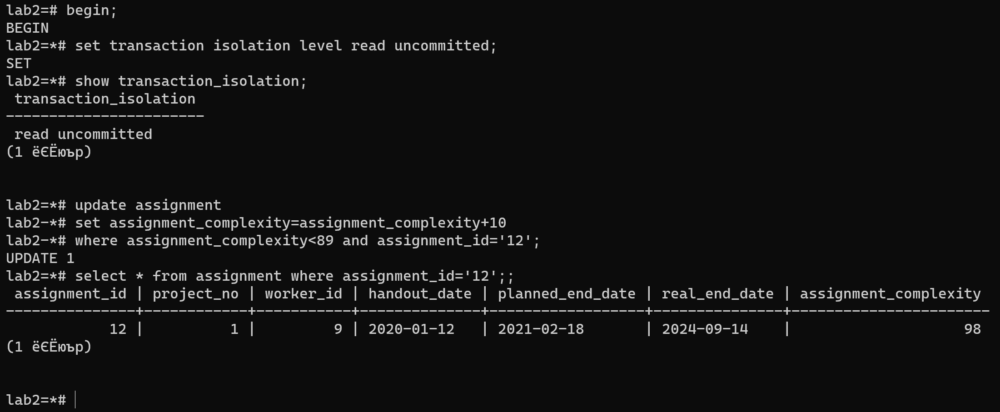 lab2=# begin;
BEGIN
lab2=*# set transaction isolation level read uncommitted;
SET
lab2=*# show transaction_isolation;
 transaction_isolation
-----------------------
 read uncommitted
(1 ёЄЁюър)
lab2=*# update assignment
lab2-*# set assignment_complexity=assignment_complexity+10
lab2-*# where assignment_complexity<89 and assignment_id='12';
UPDATE 1
lab2=*# select * from assignment where assignment_id='12';;
 assignment_id | project_no | worker_id | handout_date | planned_end_date | real_end_date | assignment_complexity
---------------+------------+-----------+--------------+------------------+---------------+-----------------------
            12 |          1 |         9 | 2020-01-12   | 2021-02-18       | 2024-09-14    |                    98
(1 ёЄЁюър)
lab2=*#